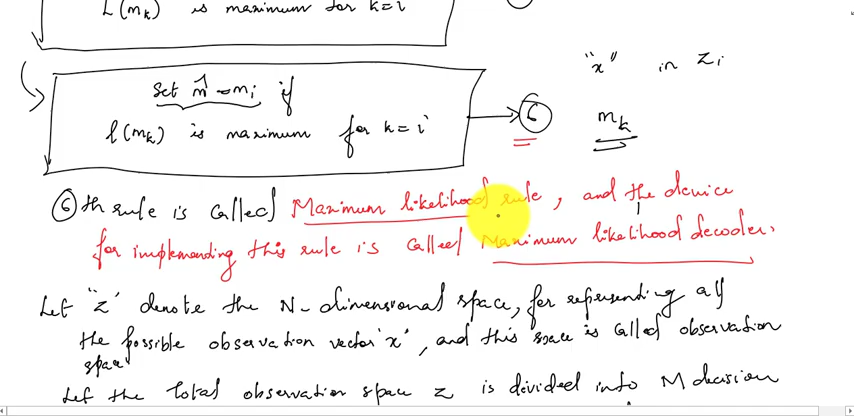 L(mk) is maximum for k=i
"x" in Zi
Set m̂ = mi if
l(mk) is maximum for k=i
6
mk
6 th rule is called Maximum likelihood rule, and the device
for implementing this rule is called Maximum likelihood decoder.
Let "Z" denote the N-dimensional space, for representing all
the possible observation vector 'x', and this space is called observation
space
Let the total observation space Z is divided into M decision